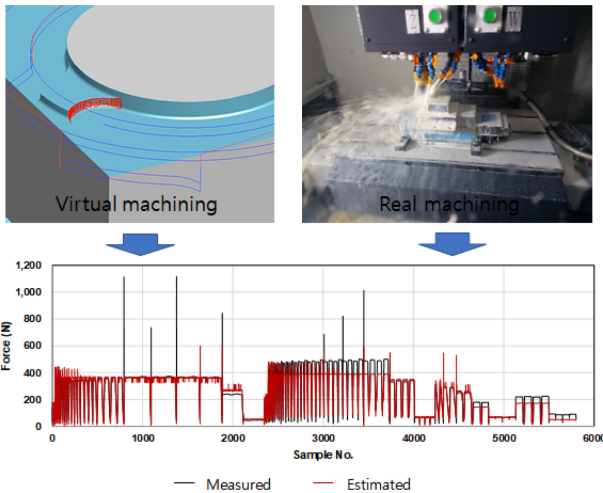 Z
W
Virtual machining
Real machining
1,200
1,000
800
600
400
200
0
Force (N)
0
1000
2000
3000
4000
5000
6000
Sample No.
Measured
Estimated